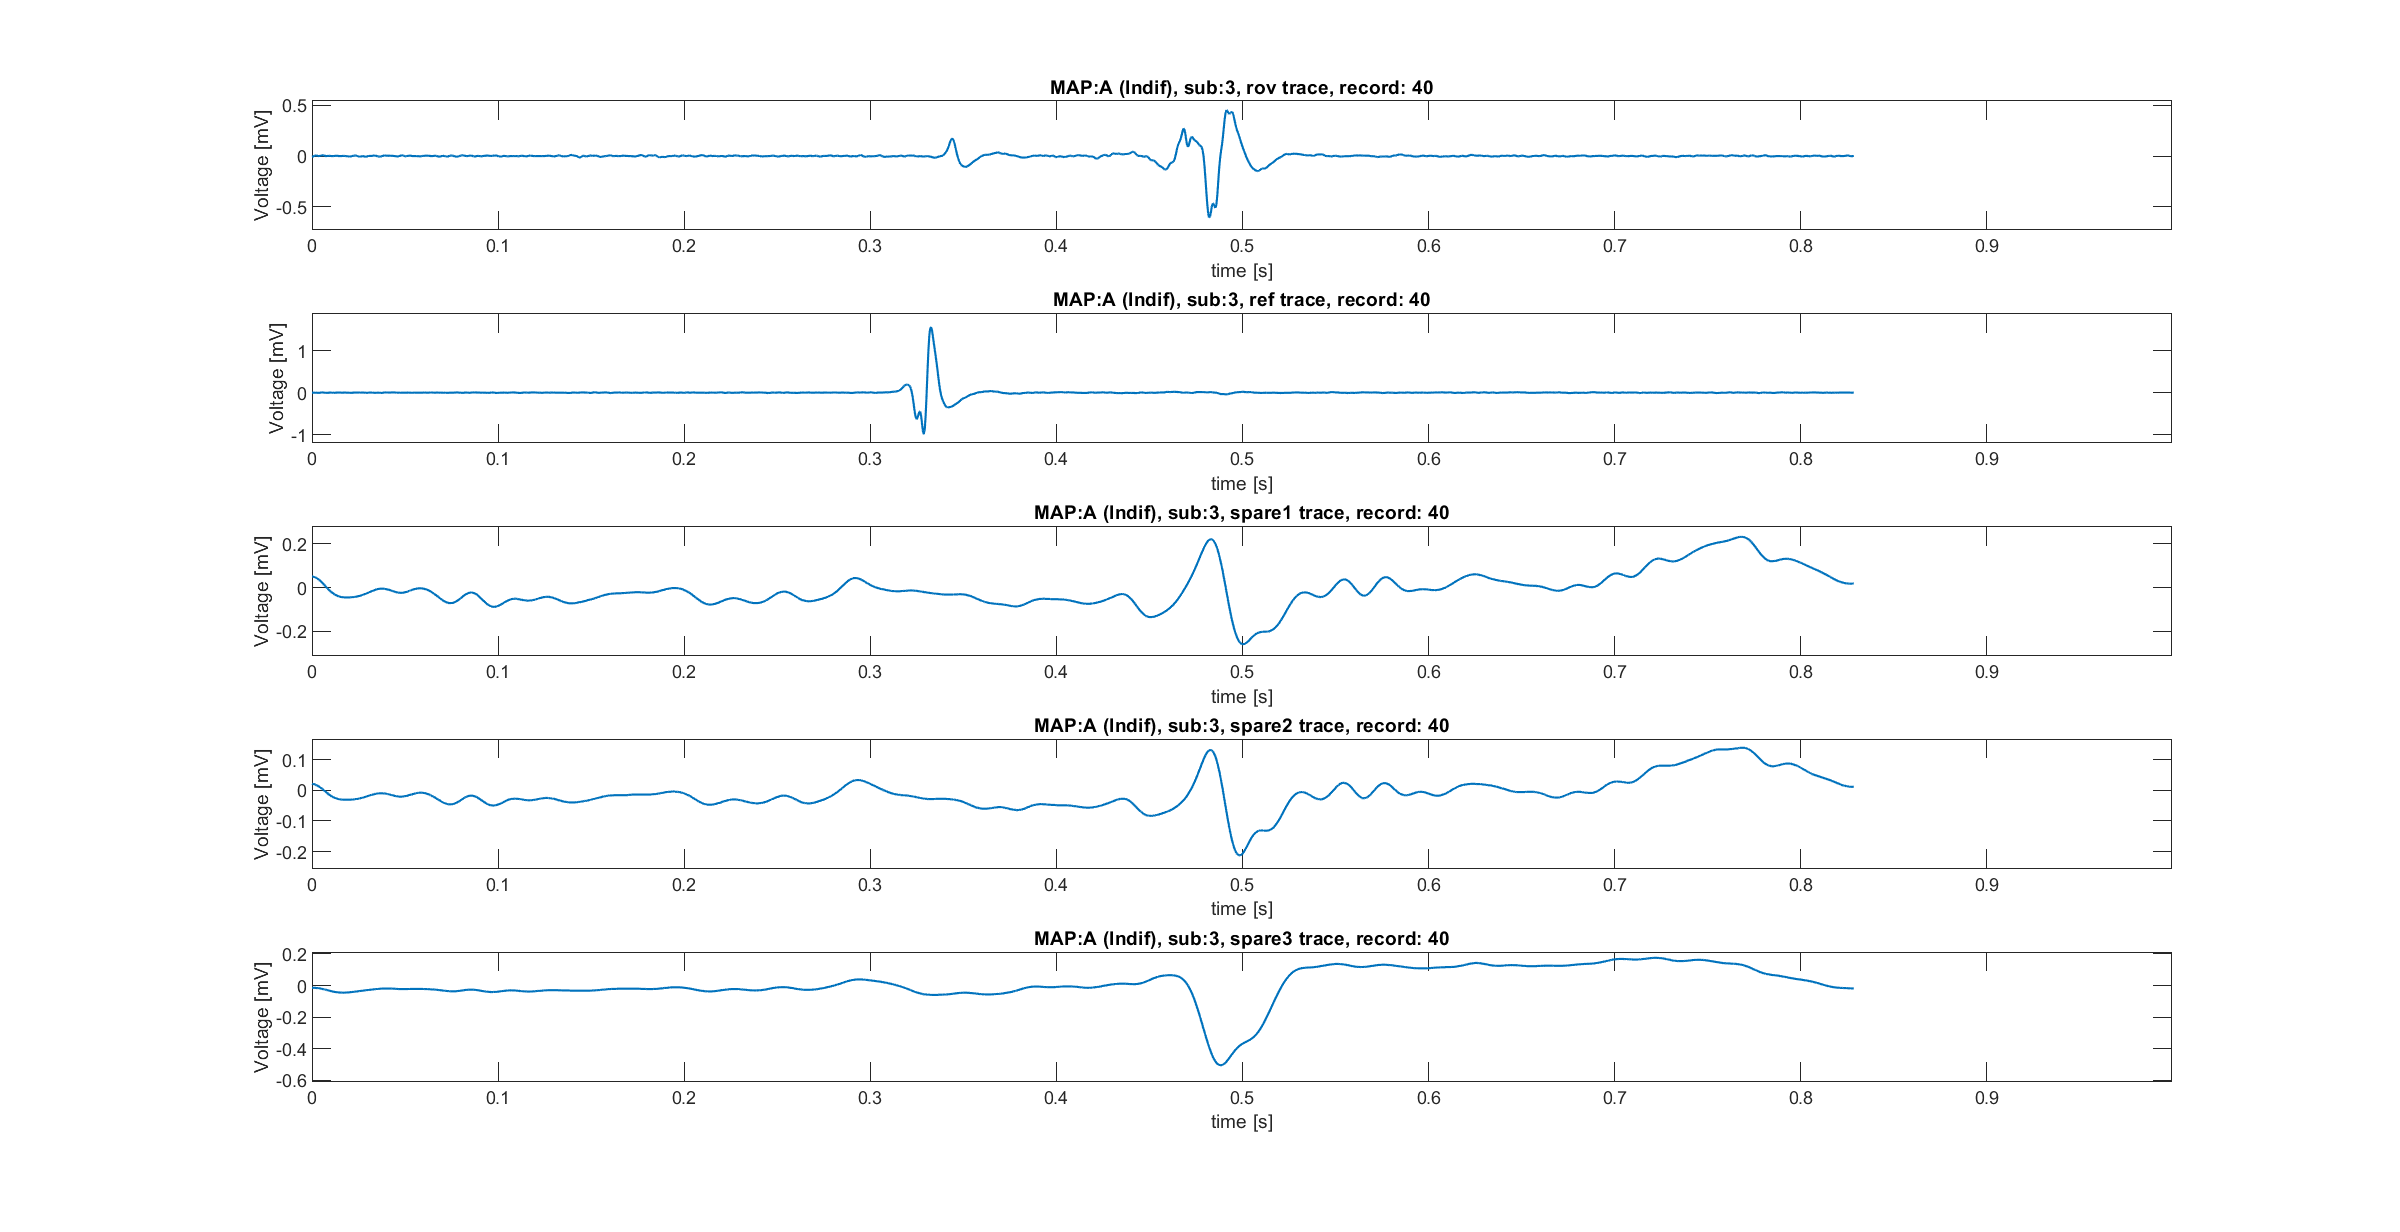 MAP:A (Indif), sub:3, rov trace, record: 40
Voltage [mV]
0.5
0
-0.5
0 0.1 0.2 0.3 0.4 0.5 0.6 0.7 0.8 0.9
time [s]
MAP:A (Indif), sub:3, ref trace, record: 40
Voltage [mV]
1
0
-1
0 0.1 0.2 0.3 0.4 0.5 0.6 0.7 0.8 0.9
time [s]
MAP:A (Indif), sub:3, spare1 trace, record: 40
Voltage [mV]
0.2
0
-0.2
0 0.1 0.2 0.3 0.4 0.5 0.6 0.7 0.8 0.9
time [s]
MAP:A (Indif), sub:3, spare2 trace, record: 40
Voltage [mV]
0.1
0
-0.1
-0.2
0 0.1 0.2 0.3 0.4 0.5 0.6 0.7 0.8 0.9
time [s]
MAP:A (Indif), sub:3, spare3 trace, record: 40
Voltage [mV]
0.2
0
-0.2
-0.4
-0.6
0 0.1 0.2 0.3 0.4 0.5 0.6 0.7 0.8 0.9
time [s]